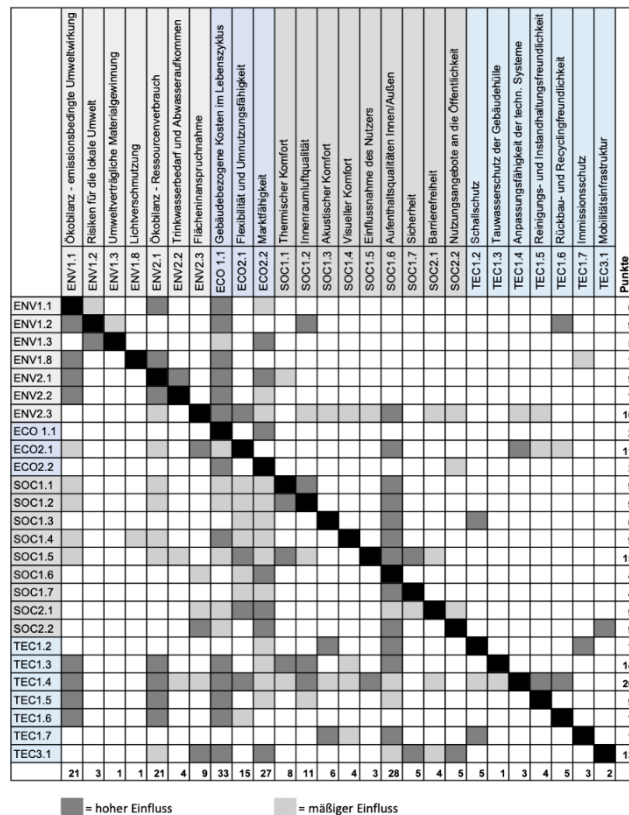 ENV1.1 Ökobilanz - emissionsbedingte Umweltwirkung
ENV1.2 Risiken für die lokale Umwelt
ENV1.3 Umweltverträgliche Materialgewinnung
ENV1.8 Lichtverschmutzung
ENV2.1 Ökobilanz - Ressourcenverbrauch
ENV2.2 Trinkwasserbedarf und Abwasseraufkommen
ENV2.3 Flächeninanspruchnahme
ECO 1.1 Gebäudebezogene Kosten im Lebenszyklus
ECO2.1 Flexibilität und Umnutzungsfähigkeit
ECO2.2 Marktfähigkeit
SOC1.1 Thermischer Komfort
SOC1.2 Innenraumluftqualität
SOC1.3 Akustischer Komfort
SOC1.4 Visueller Komfort
SOC1.5 Einflussnahme des Nutzers
SOC1.6 Aufenthaltsqualitäten Innen/Außen
SOC1.7 Sicherheit
SOC2.1 Barrierefreiheit
SOC2.2 Nutzungsangebote an die Öffentlichkeit
TEC1.2 Schallschutz
TEC1.3 Tauwasserschutz der Gebäudehülle
TEC1.4 Anpassungsfähigkeit der techn. Systeme
TEC1.5 Reinigungs- und Instandhaltungsfreundlichkeit
TEC1.6 Rückbau- und Recyclingfreundlichkeit
TEC1.7 Immissionsschutz
TEC3.1 Mobilitätsinfrastruktur
Punkte
ENV1.1
ENV1.2
ENV1.3
ENV1.8
ENV2.1
ENV2.2
ENV2.3
ECO 1.1
ECO2.1
ECO2.2
SOC1.1
SOC1.2
SOC1.3
SOC1.4
SOC1.5
SOC1.6
SOC1.7
SOC2.1
SOC2.2
TEC1.2
TEC1.3
TEC1.4
TEC1.5
TEC1.6
TEC1.7
TEC3.1
21 3 1 1 21 4 9 33 15 27 8 11 6 4 3 28 5 4 5 5 1 3 4 5 3 2
= hoher Einfluss = mäßiger Einfluss